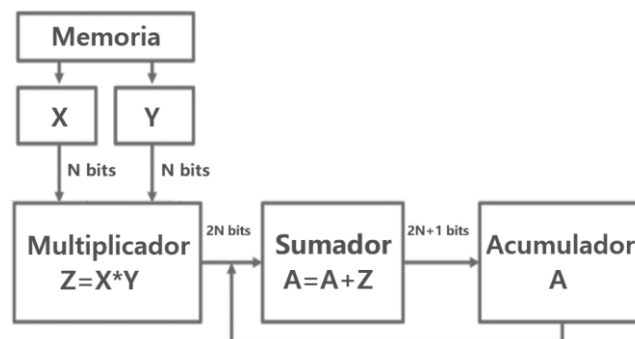 Memoria
X
Y
N bits
N bits
Multiplicador
Z=X*Y
2N bits
Sumador
A=A+Z
2N+1 bits
Acumulador
A